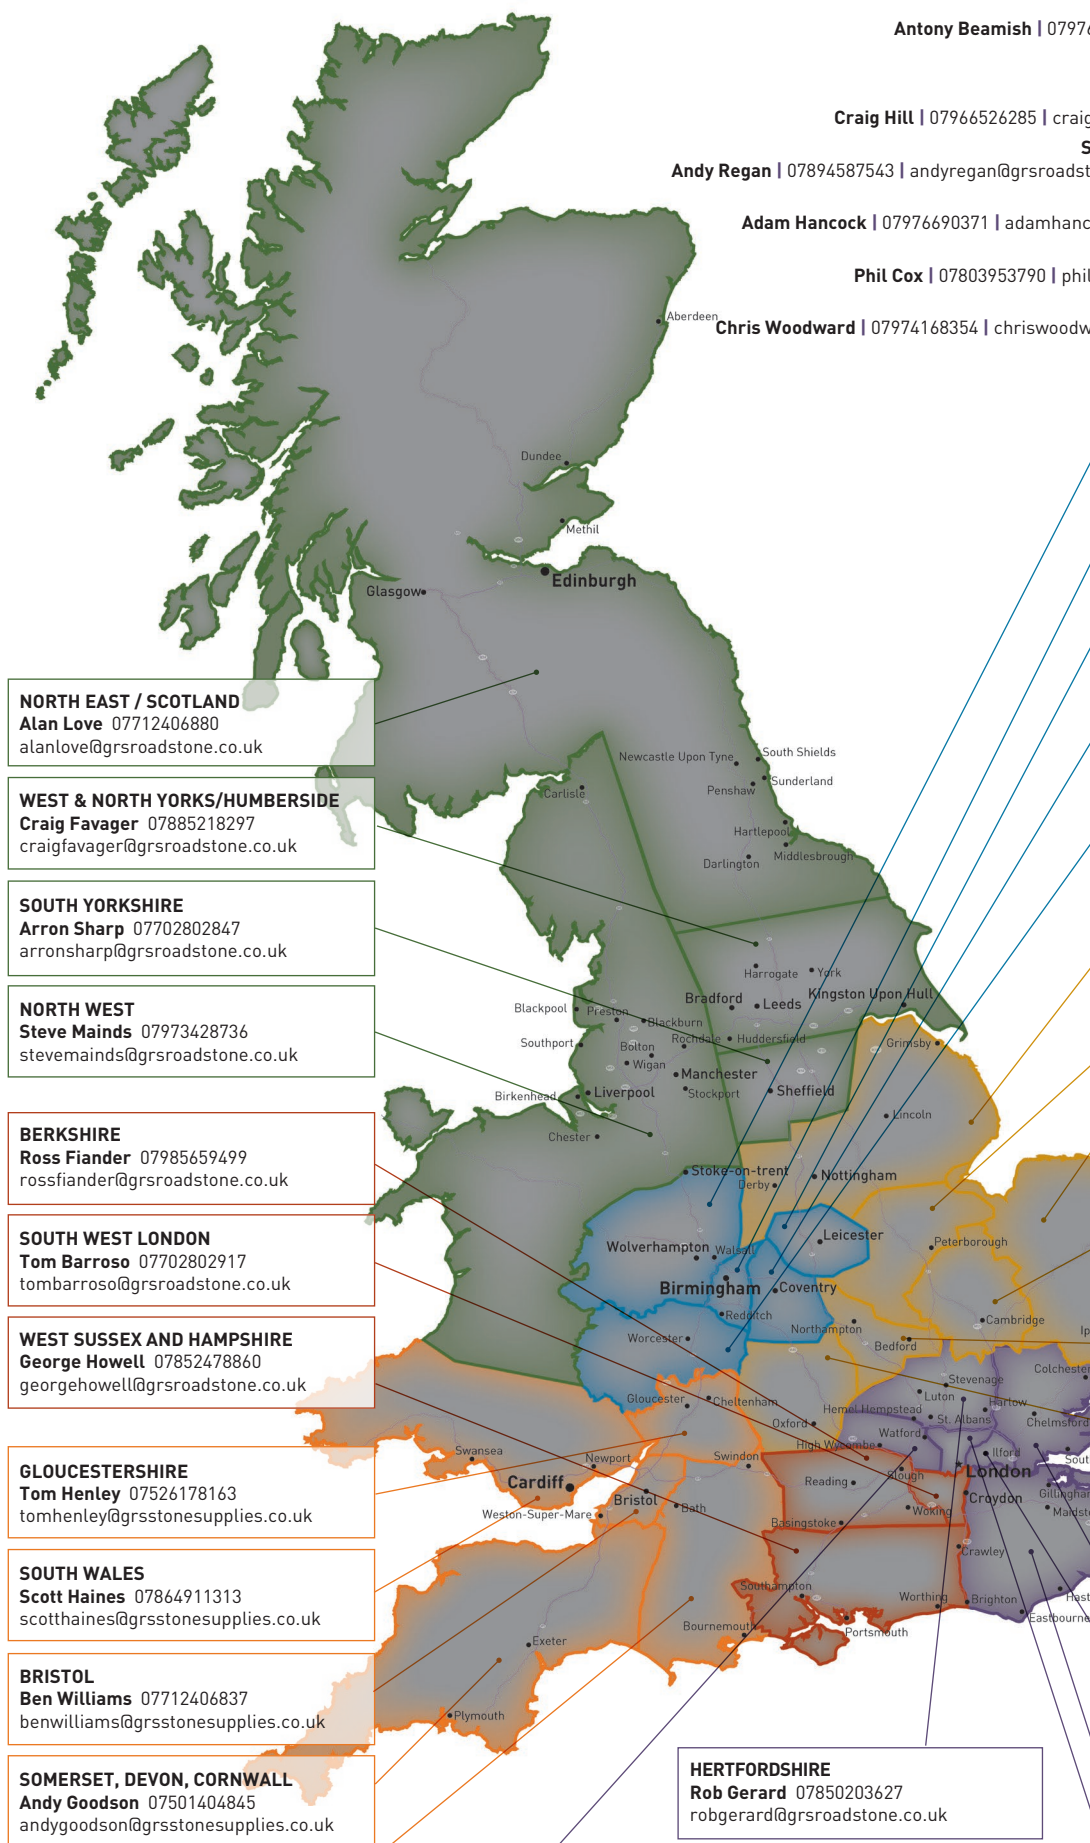 Antony Beamish | 07976
Craig Hill | 07966526285 | craig
S
Andy Regan | 07894587543 | andyregan@grsroadst
Adam Hancock | 07976690371 | adamhanc
Phil Cox | 07803953790 | phil
Chris Woodward | 07974168354 | chriswoodw
Aberdeen
Dundee
Methil
Edinburgh
Glasgow
NORTH EAST / SCOTLAND
Alan Love 07712406880
alanlove@grsroadstone.co.uk
WEST & NORTH YORKS/HUMBERSIDE
Craig Favager 07885218297
craigfavager@grsroadstone.co.uk
SOUTH YORKSHIRE
Arron Sharp 07702802847
arronsharp@grsroadstone.co.uk
NORTH WEST
Steve Mainds 07973428736
stevemainds@grsroadstone.co.uk
BERKSHIRE
Ross Fiander 07985659499
rossfiander@grsroadstone.co.uk
SOUTH WEST LONDON
Tom Barroso 07702802917
tombarroso@grsroadstone.co.uk
WEST SUSSEX AND HAMPSHIRE
George Howell 07852478860
georgehowell@grsroadstone.co.uk
GLOUCESTERSHIRE
Tom Henley 07526178163
tomhenley@grsstonesupplies.co.uk
SOUTH WALES
Scott Haines 07864911313
scotthaines@grsstonesupplies.co.uk
BRISTOL
Ben Williams 07712406837
benwilliams@grsstonesupplies.co.uk
SOMERSET, DEVON, CORNWALL
Andy Goodson 07501404845
andygoodson@grsstonesupplies.co.uk
HERTFORDSHIRE
Rob Gerard 07850203627
robgerard@grsroadstone.co.uk
Newcastle Upon Tyne
South Shields
Sunderland
Penshaw
Carlisle
Hartlepool
Middlesbrough
Darlington
Harrogate
York
Bradford
Leeds
Kingston Upon Hull
Blackpool
Preston
Blackburn
Rochdale
Huddersfield
Grimsby
Southport
Bolton
Wigan
Manchester
Birkenhead
Liverpool
Stockport
Sheffield
Lincoln
Chester
Stoke-on-trent
Derby
Nottingham
Leicester
Peterborough
Wolverhampton
Walsall
Birmingham
Coventry
Redditch
Northampton
Cambridge
Worcester
Bedford
Ip
Colchester
Stevenage
Luton
Gloucester
Cheltenham
Hemel Hempstead
Harlow
Oxford
St. Albans
Chelmsford
Watford
High Wycombe
Ilford
Sout
Swansea
Newport
Swindon
Slough
London
Cardiff
Reading
Gillingham
Bristol
Bath
Croydon
Weston-Super-Mare
Woking
Maidsto
Basingstoke
Crawley
Southampton
Worthing
Brighton
Hast
Eastbourne
Bournemouth
Portsmouth
Exeter
Plymouth